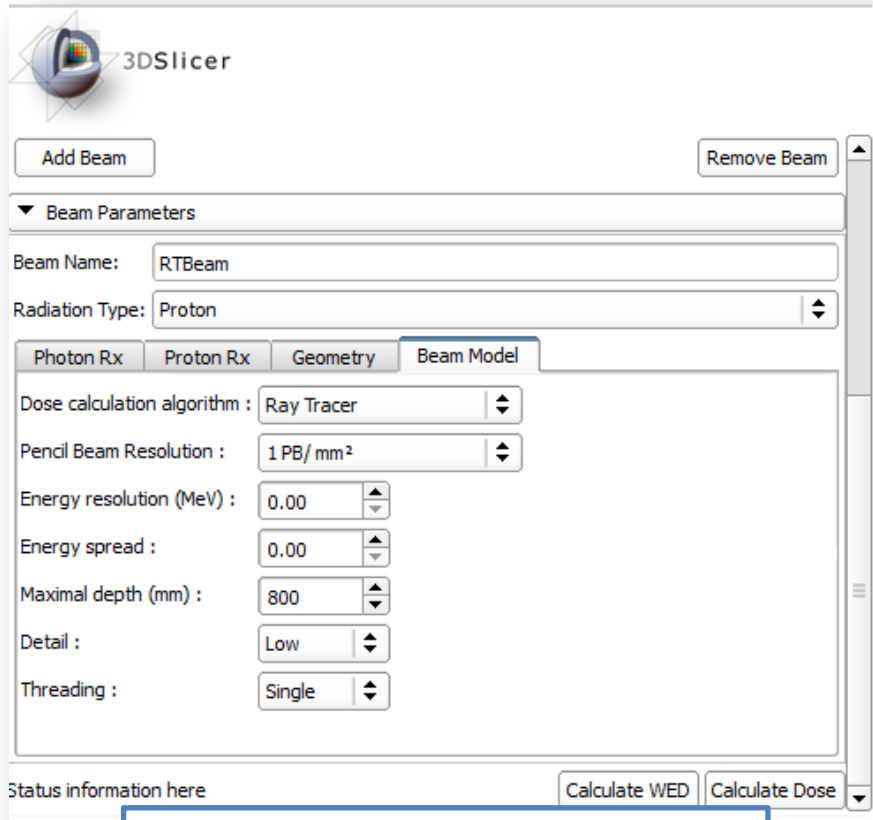 3DSlicer
Add Beam Remove Beam
Beam Parameters
Beam Name: RTBeam
Radiation Type: Proton
Photon Rx Proton Rx Geometry Beam Model
Dose calculation algorithm : Ray Tracer
Pencil Beam Resolution : 1 PB/ mm²
Energy resolution (MeV) : 0.00
Energy spread : 0.00
Maximal depth (mm) : 800
Detail : Low
Threading : Single
Status information here Calculate WED Calculate Dose